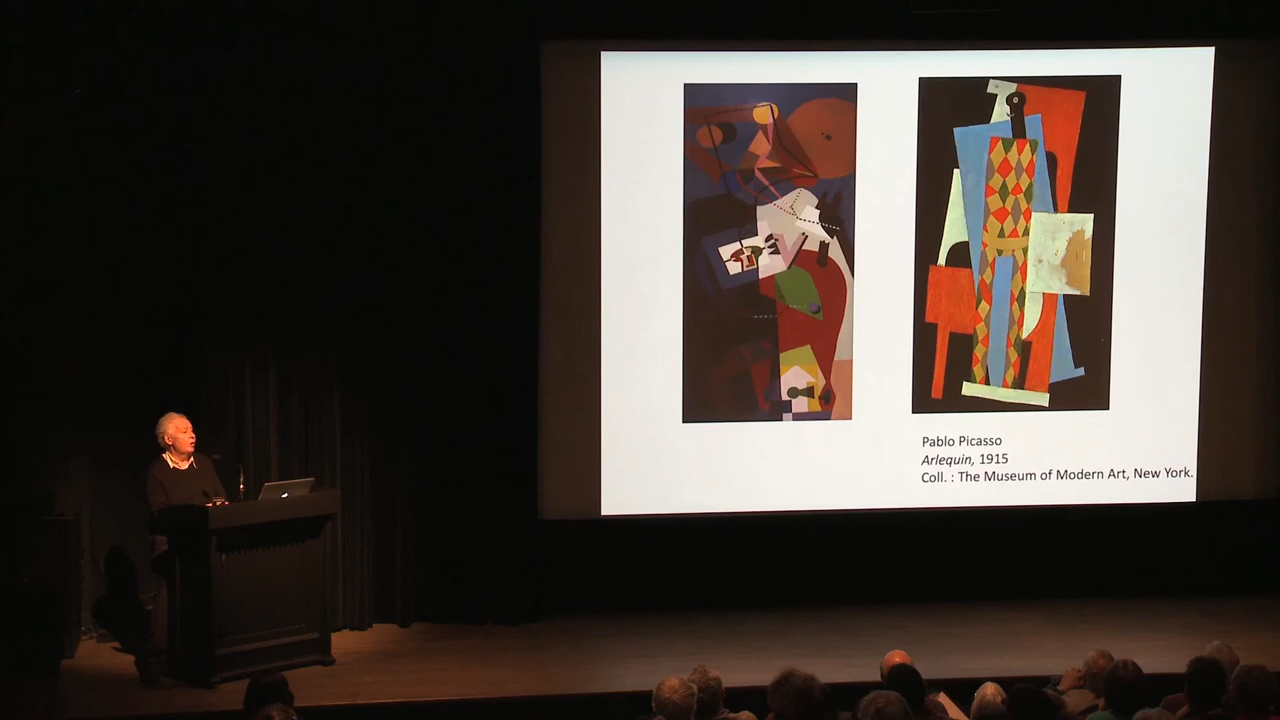 Pablo Picasso
Arlequin, 1915
Coll. : The Museum of Modern Art, New York.